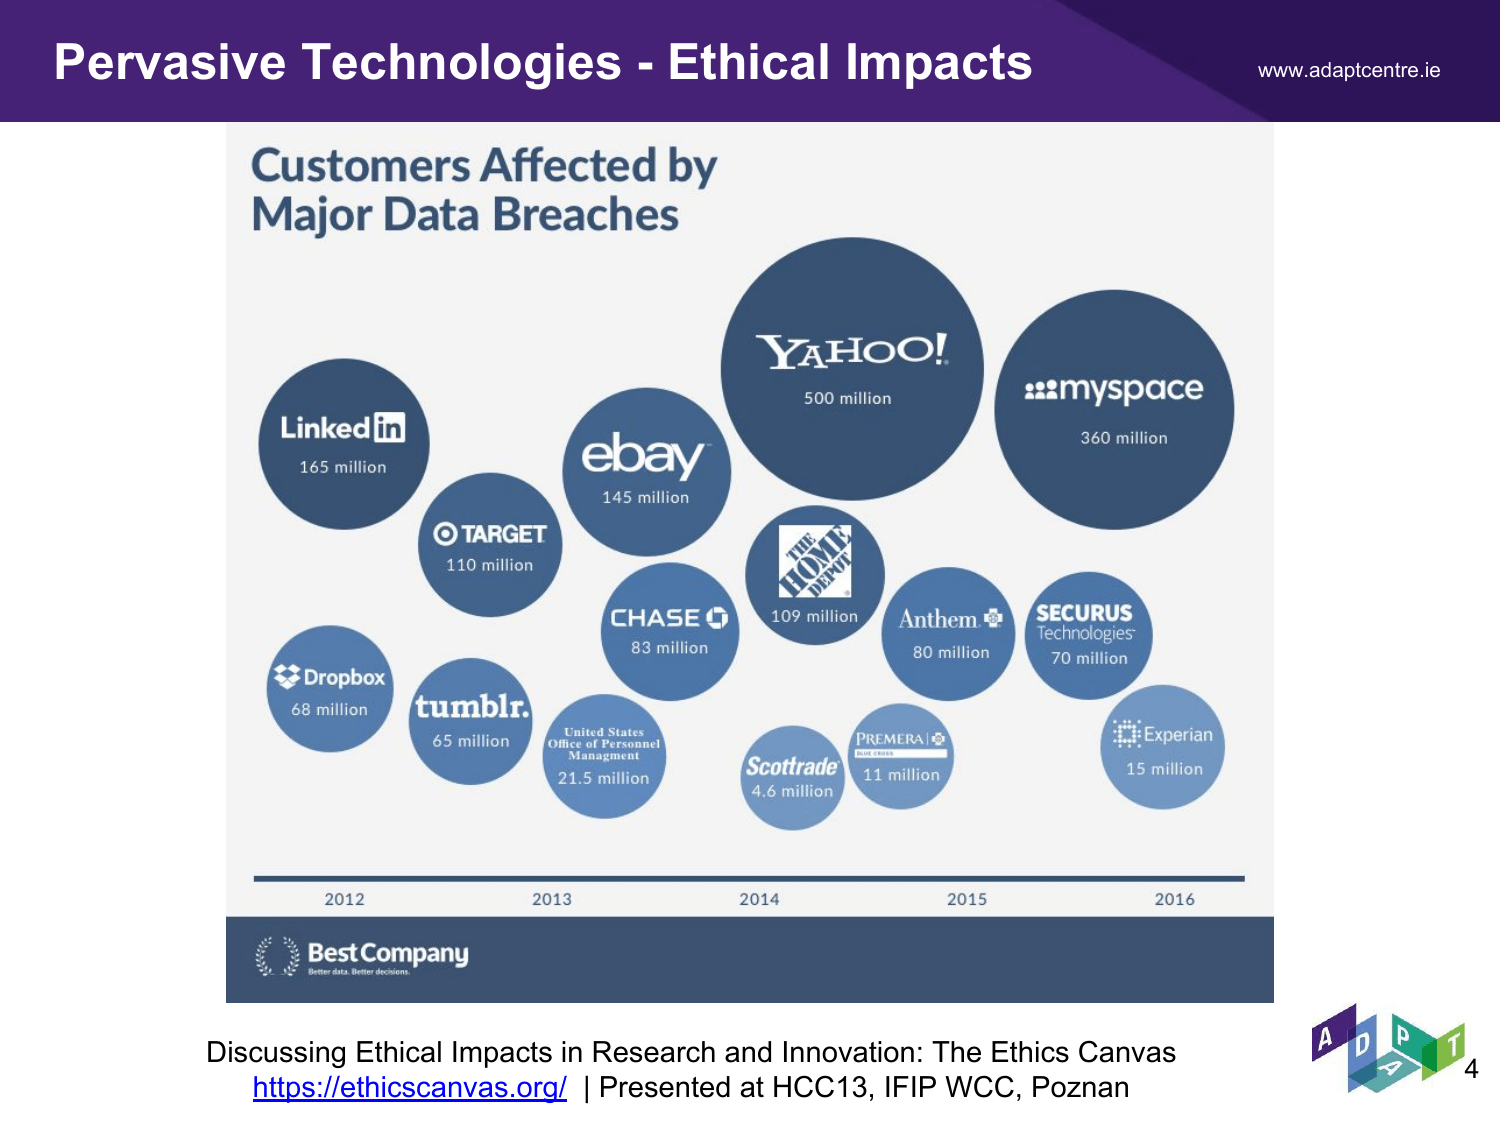 Pervasive Technologies - Ethical Impacts
www.adaptcentre.ie
Customers Affected by
Major Data Breaches
YAHOO!
500 million
myspace
360 million
Linked in
165 million
ebay
145 million
TARGET
110 million
THE
HOME
DEPOT
109 million
CHASE
83 million
Anthem
80 million
SECURUS
Technologies
70 million
Dropbox
68 million
tumblr.
65 million
United States
Office of Personnel
Managment
21.5 million
Scottrade
4.6 million
PREMERA
BLUE CROSS
11 million
Experian
15 million
2012
2013
2014
2015
2016
BestCompany
Better data. Better decisions.
Discussing Ethical Impacts in Research and Innovation: The Ethics Canvas
https://ethicscanvas.org/ | Presented at HCC13, IFIP WCC, Poznan
ADAPT
4